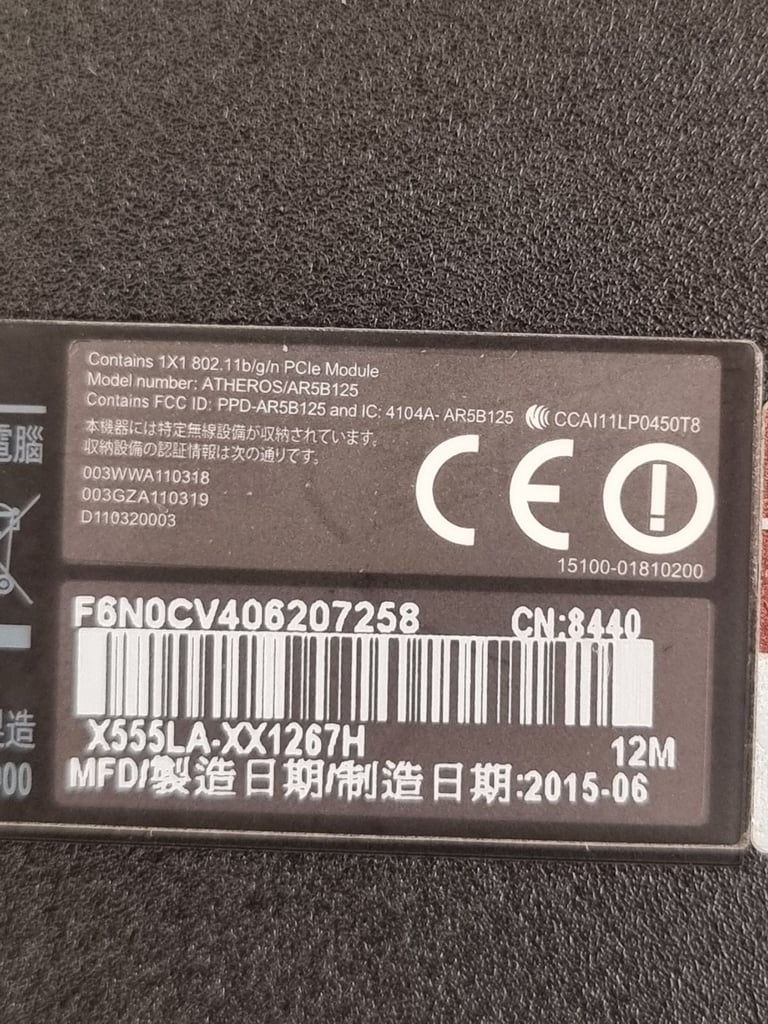 Contains 1X1 802.11b/g/n PCIe Module
Model number: ATHEROS/AR5B125
Contains FCC ID: PPD-AR5B125 and IC: 4104A- AR5B125
CCAI11LP0450T8
本機器には特定無線設備が収納されています。
収納設備の認証情報は次の通りです。
003WWA110318
003GZA110319
D110320003
CE
15100-01810200
電腦
F6N0CV406207258 CN:8440
X555LA-XX1267H 12M
MFD/製造日期/制造日期:2015-06
造
00